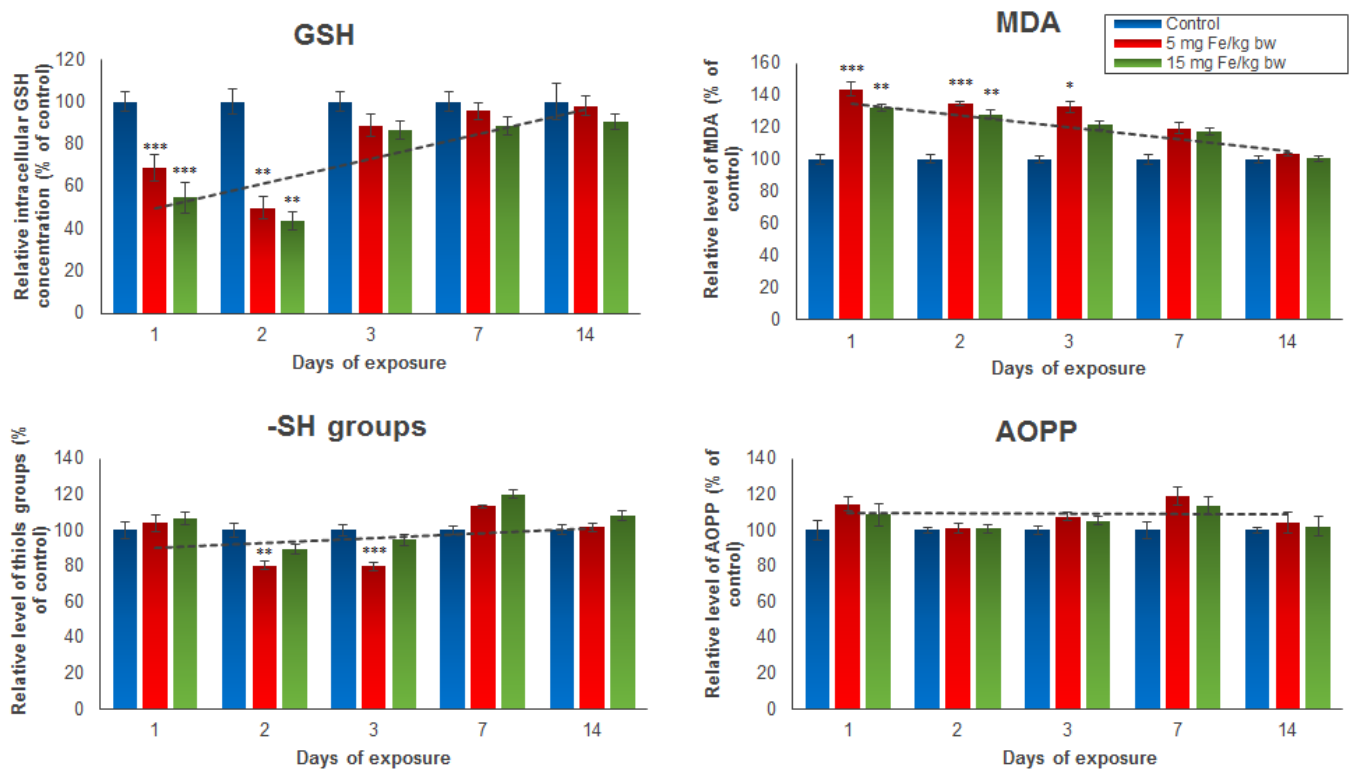 GSH
Relative intracellular GSH
concentration (% of control)
120
100
80
60
40
20
0
*** *** ** **
1 2 3 7 14
Days of exposure
MDA
Control
5 mg Fe/kg bw
15 mg Fe/kg bw
Relative level of MDA (% of
control)
160
140
120
100
80
60
40
20
0
*** ** *** ** *
1 2 3 7 14
Days of exposure
-SH groups
Relative level of thiols groups (%
of control)
140
120
100
80
60
40
20
0
** ***
1 2 3 7 14
Days of exposure
AOPP
Relative level of AOPP (% of
control)
140
120
100
80
60
40
20
0
1 2 3 7 14
Days of exposure